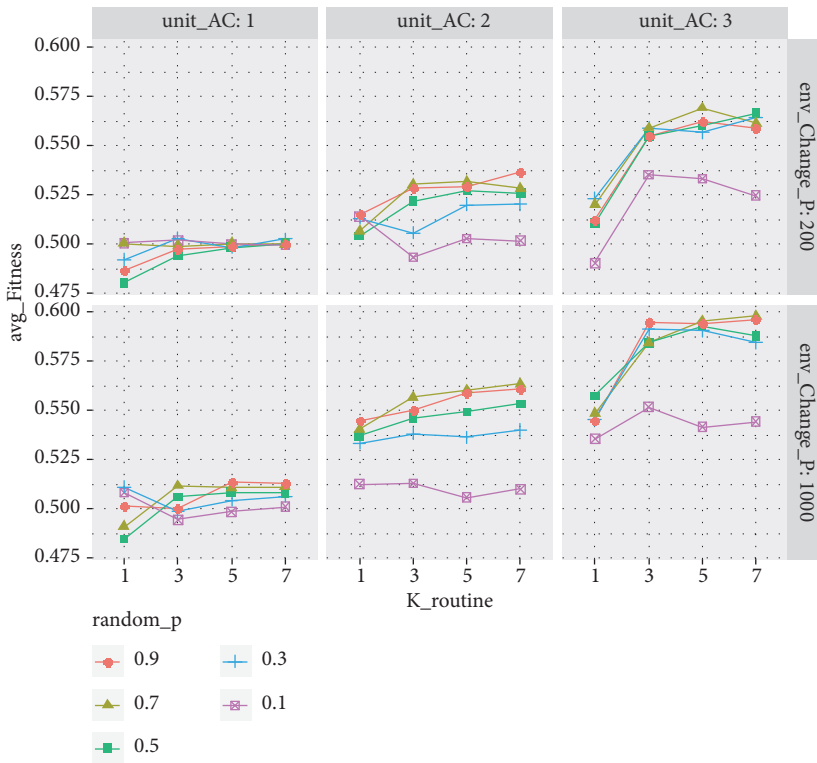 unit_AC: 1
unit_AC: 2
unit_AC: 3
avg_Fitness
0.600
0.575
0.550
0.525
0.500
0.475
env_Change_P: 200
0.600
0.575
0.550
0.525
0.500
0.475
env_Change_P: 1000
1 3 5 7
1 3 5 7
1 3 5 7
K_routine
random_p
0.9
0.7
0.5
0.3
0.1